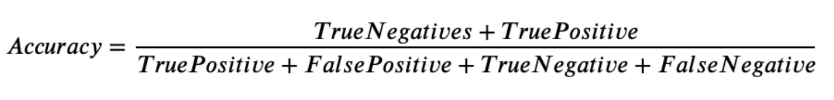 Accuracy = TrueNegatives + TruePositive
TruePositive + FalsePositive + TrueNegative + FalseNegative